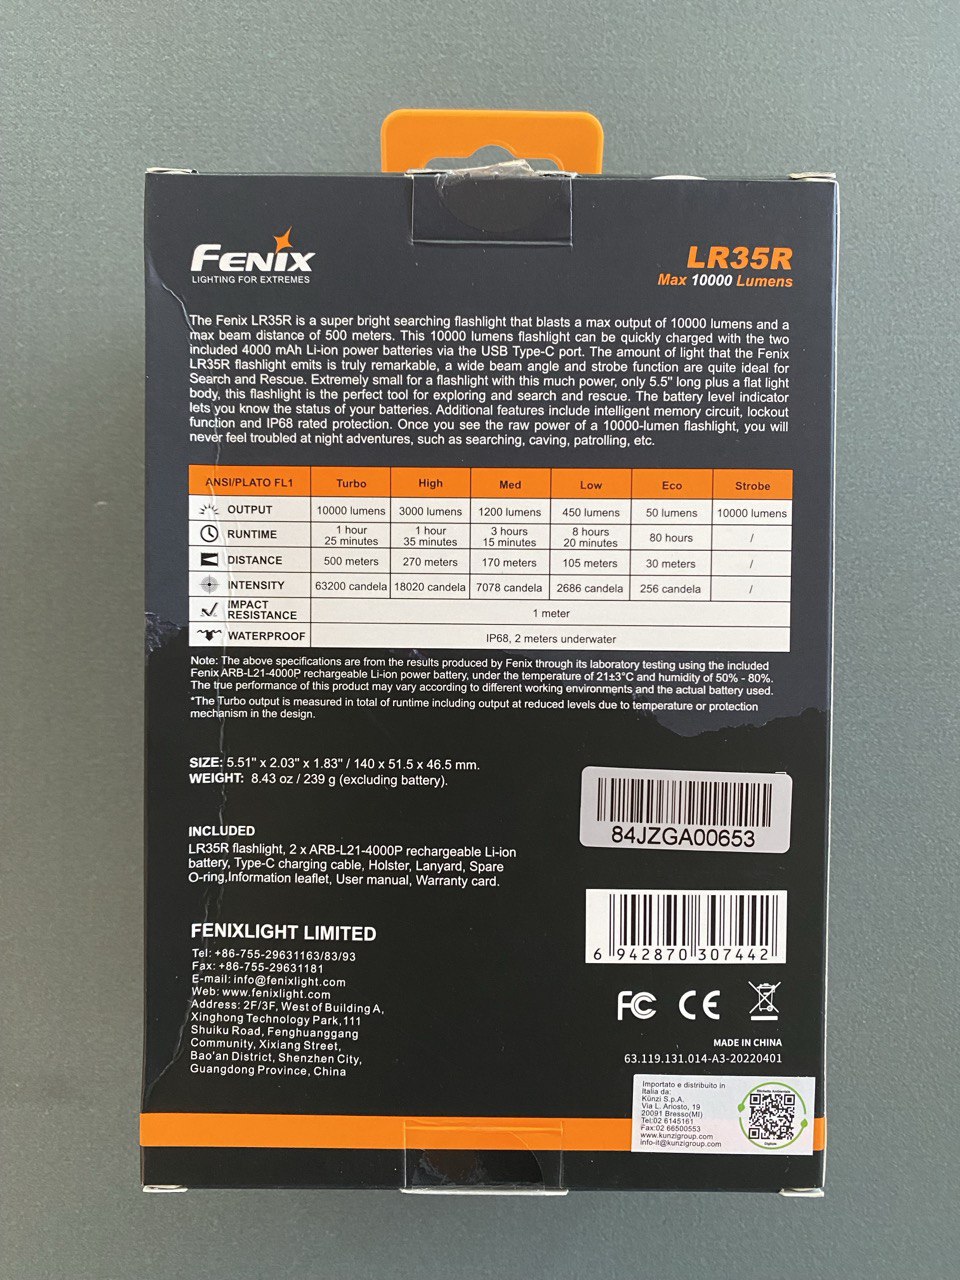 FENIX
LIGHTING FOR EXTREMES
LR35R
Max 10000 Lumens
The Fenix LR35R is a super bright searching flashlight that blasts a max output of 10000 lumens and a
max beam distance of 500 meters. This 10000 lumens flashlight can be quickly charged with the two
included 4000 mAh Li-ion power batteries via the USB Type-C port. The amount of light that the Fenix
LR35R flashlight emits is truly remarkable, a wide beam angle and strobe function are quite ideal for
Search and Rescue. Extremely small for a flashlight with this much power, only 5.5" long plus a flat light
body, this flashlight is the perfect tool for exploring and search and rescue. The battery level indicator
lets you know the status of your batteries. Additional features include intelligent memory circuit, lockout
function and IP68 rated protection. Once you see the raw power of a 10000-lumen flashlight, you will
never feel troubled at night adventures, such as searching, caving, patrolling, etc.
ANSI/PLATO FL1 Turbo High Med Low Eco Strobe
OUTPUT 10000 lumens 3000 lumens 1200 lumens 450 lumens 50 lumens 10000 lumens
RUNTIME 1 hour 25 minutes 1 hour 35 minutes 3 hours 15 minutes 8 hours 20 minutes 80 hours /
DISTANCE 500 meters 270 meters 170 meters 105 meters 30 meters /
INTENSITY 63200 candela 18020 candela 7078 candela 2686 candela 256 candela /
IMPACT RESISTANCE 1 meter
WATERPROOF IP68, 2 meters underwater
Note: The above specifications are from the results produced by Fenix through its laboratory testing using the included
Fenix ARB-L21-4000P rechargeable Li-ion power battery, under the temperature of 21±3°C and humidity of 50% - 80%.
The true performance of this product may vary according to different working environments and the actual battery used.
*The Turbo output is measured in total of runtime including output at reduced levels due to temperature or protection
mechanism in the design.
SIZE: 5.51" x 2.03" x 1.83" / 140 x 51.5 x 46.5 mm.
WEIGHT: 8.43 oz / 239 g (excluding battery).
84JZGA00653
INCLUDED
LR35R flashlight, 2 x ARB-L21-4000P rechargeable Li-ion
battery, Type-C charging cable, Holster, Lanyard, Spare
O-ring,Information leaflet, User manual, Warranty card.
6 942870 307442
FENIXLIGHT LIMITED
Tel: +86-755-29631163/83/93
Fax: +86-755-29631181
E-mail: info@fenixlight.com
Web: www.fenixlight.com
Address: 2F/3F, West of Building A,
Xinghong Technology Park,111
Shuiku Road, Fenghuanggang
Community, Xixiang Street,
Bao'an District, Shenzhen City,
Guangdong Province, China
FC CE
MADE IN CHINA
63.119.131.014-A3-20220401
Importato e distribuito in
Italia da:
Künzi S.p.A.
Via L. Ariosto, 19
20091 Bresso(MI)
Tel:02 6145161
Fax:02 66500553
www.kunzigroup.com
info-it@kunzigroup.com
Etichetta Ambientale
Digitale